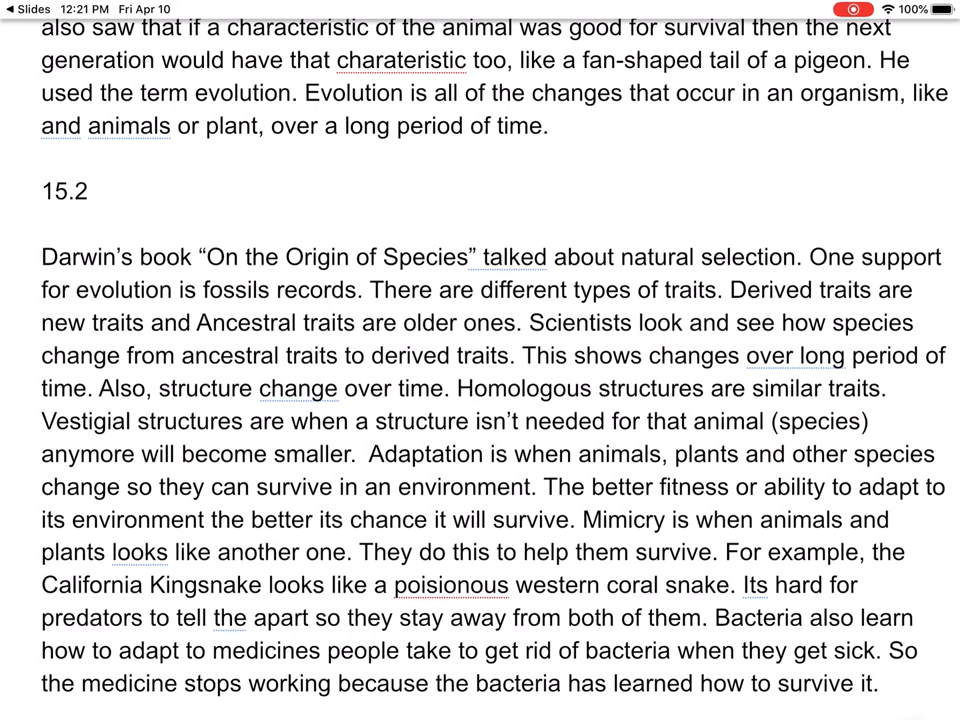 Slides 12:21 PM Fri Apr 10 100%
also saw that if a characteristic of the animal was good for survival then the next
generation would have that charateristic too, like a fan-shaped tail of a pigeon. He
used the term evolution. Evolution is all of the changes that occur in an organism, like
and animals or plant, over a long period of time.
15.2
Darwin’s book “On the Origin of Species” talked about natural selection. One support
for evolution is fossils records. There are different types of traits. Derived traits are
new traits and Ancestral traits are older ones. Scientists look and see how species
change from ancestral traits to derived traits. This shows changes over long period of
time. Also, structure change over time. Homologous structures are similar traits.
Vestigial structures are when a structure isn’t needed for that animal (species)
anymore will become smaller.  Adaptation is when animals, plants and other species
change so they can survive in an environment. The better fitness or ability to adapt to
its environment the better its chance it will survive. Mimicry is when animals and
plants looks like another one. They do this to help them survive. For example, the
California Kingsnake looks like a poisionous western coral snake. Its hard for
predators to tell the apart so they stay away from both of them. Bacteria also learn
how to adapt to medicines people take to get rid of bacteria when they get sick. So
the medicine stops working because the bacteria has learned how to survive it.